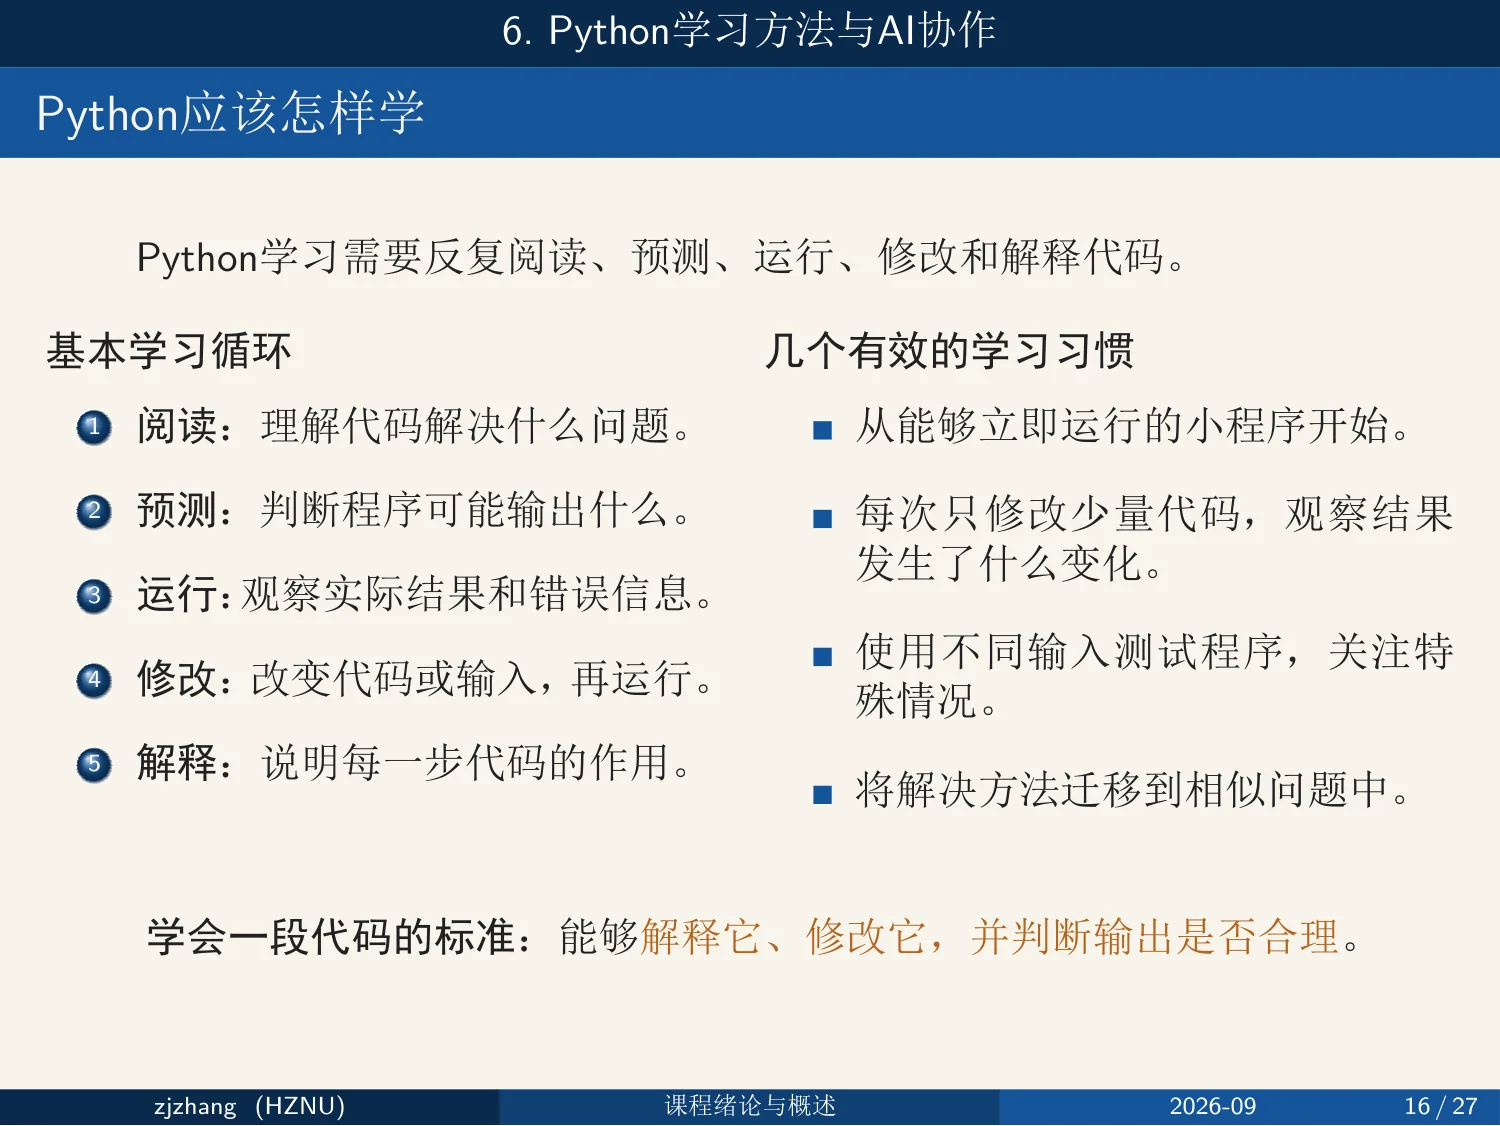 6. Python学习方法与AI协作
Python应该怎样学
Python学习需要反复阅读、预测、运行、修改和解释代码。
基本学习循环
1 阅读：理解代码解决什么问题。
2 预测：判断程序可能输出什么。
3 运行：观察实际结果和错误信息。
4 修改：改变代码或输入，再运行。
5 解释：说明每一步代码的作用。
几个有效的学习习惯
从能够立即运行的小程序开始。
每次只修改少量代码，观察结果
发生了什么变化。
使用不同输入测试程序，关注特
殊情况。
将解决方法迁移到相似问题中。
学会一段代码的标准：能够解释它、修改它，并判断输出是否合理。
zjzhang (HZNU)
课程绪论与概述
2026-09
16 / 27